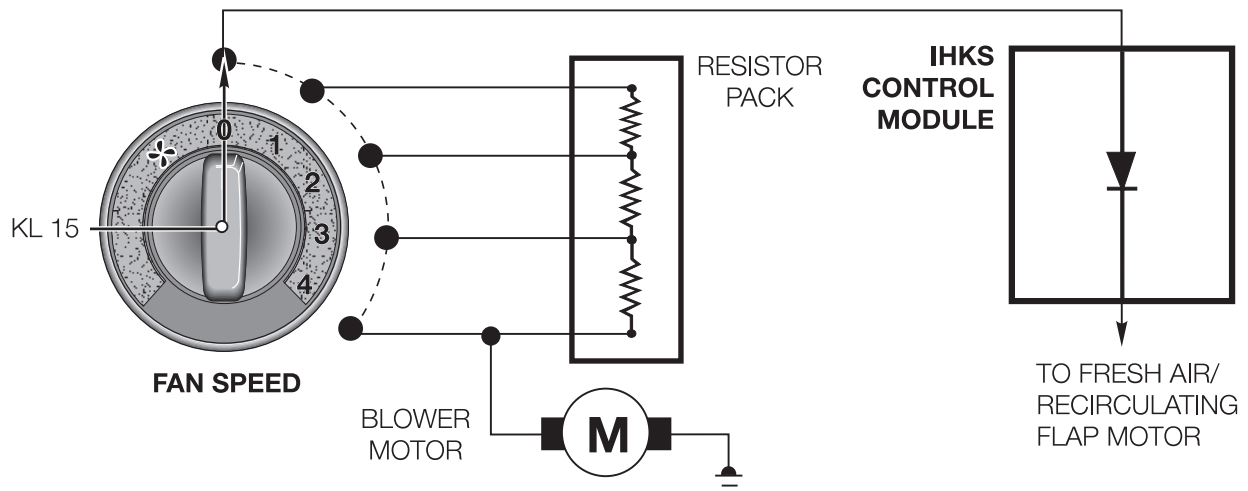 0
1
2
3
4
KL 15
FAN SPEED
RESISTOR
PACK
BLOWER
MOTOR
M
IHKS
CONTROL
MODULE
TO FRESH AIR/
RECIRCULATING
FLAP MOTOR